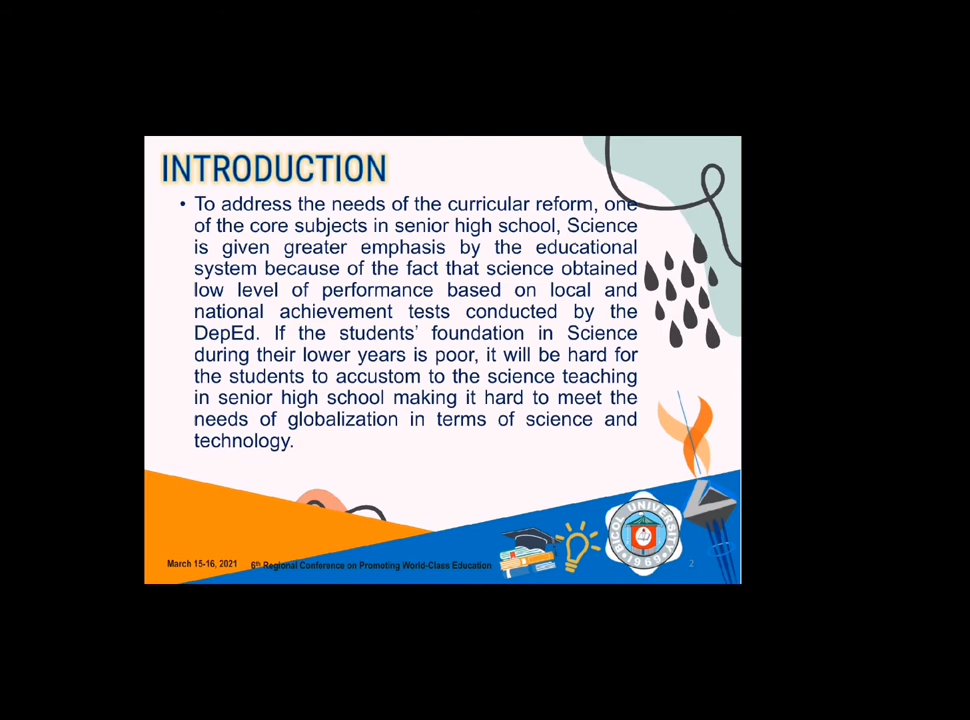 INTRODUCTION
• To address the needs of the curricular reform, one
of the core subjects in senior high school, Science
is given greater emphasis by the educational
system because of the fact that science obtained
low level of performance based on local and
national achievement tests conducted by the
DepEd. If the students’ foundation in Science
during their lower years is poor, it will be hard for
the students to accustom to the science teaching
in senior high school making it hard to meet the
needs of globalization in terms of science and
technology.
BICOL UNIVERSITY
1969
March 15-16, 2021
6th Regional Conference on Promoting World-Class Education
2